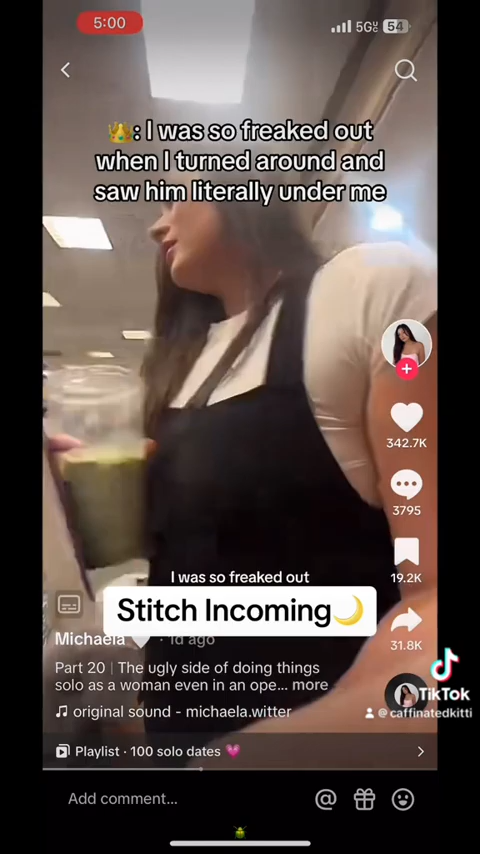 5:00
5G UC 54
👑: I was so freaked out
when I turned around and
saw him literally under me
342.7K
3795
19.2K
31.8K
I was so freaked out
Stitch Incoming🌙
Michaela 🤍 · 1d ago
Part 20 | The ugly side of doing things
solo as a woman even in an ope... more
♫ original sound - michaela.witter
Playlist · 100 solo dates 💗
TikTok
@caffinatedkitti
Add comment...